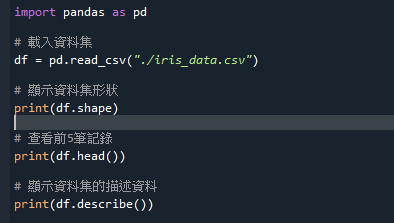 import pandas as pd
# 載入資料集
df = pd.read_csv("./iris_data.csv")
# 顯示資料集形狀
print(df.shape)
# 查看前5筆記錄
print(df.head())
# 顯示資料集的描述資料
print(df.describe())